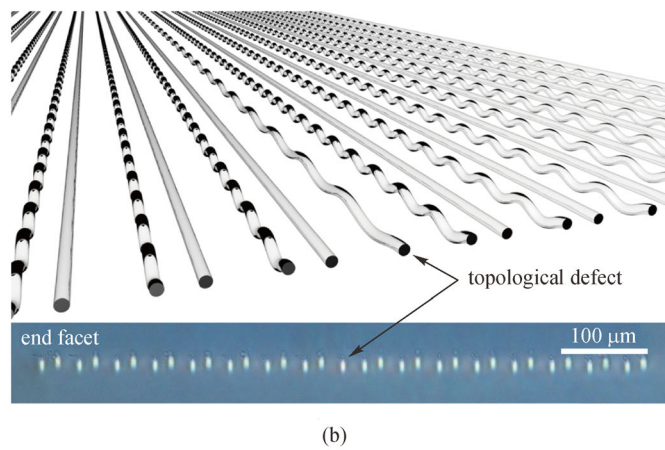 topological defect
end facet
100 μm
(b)